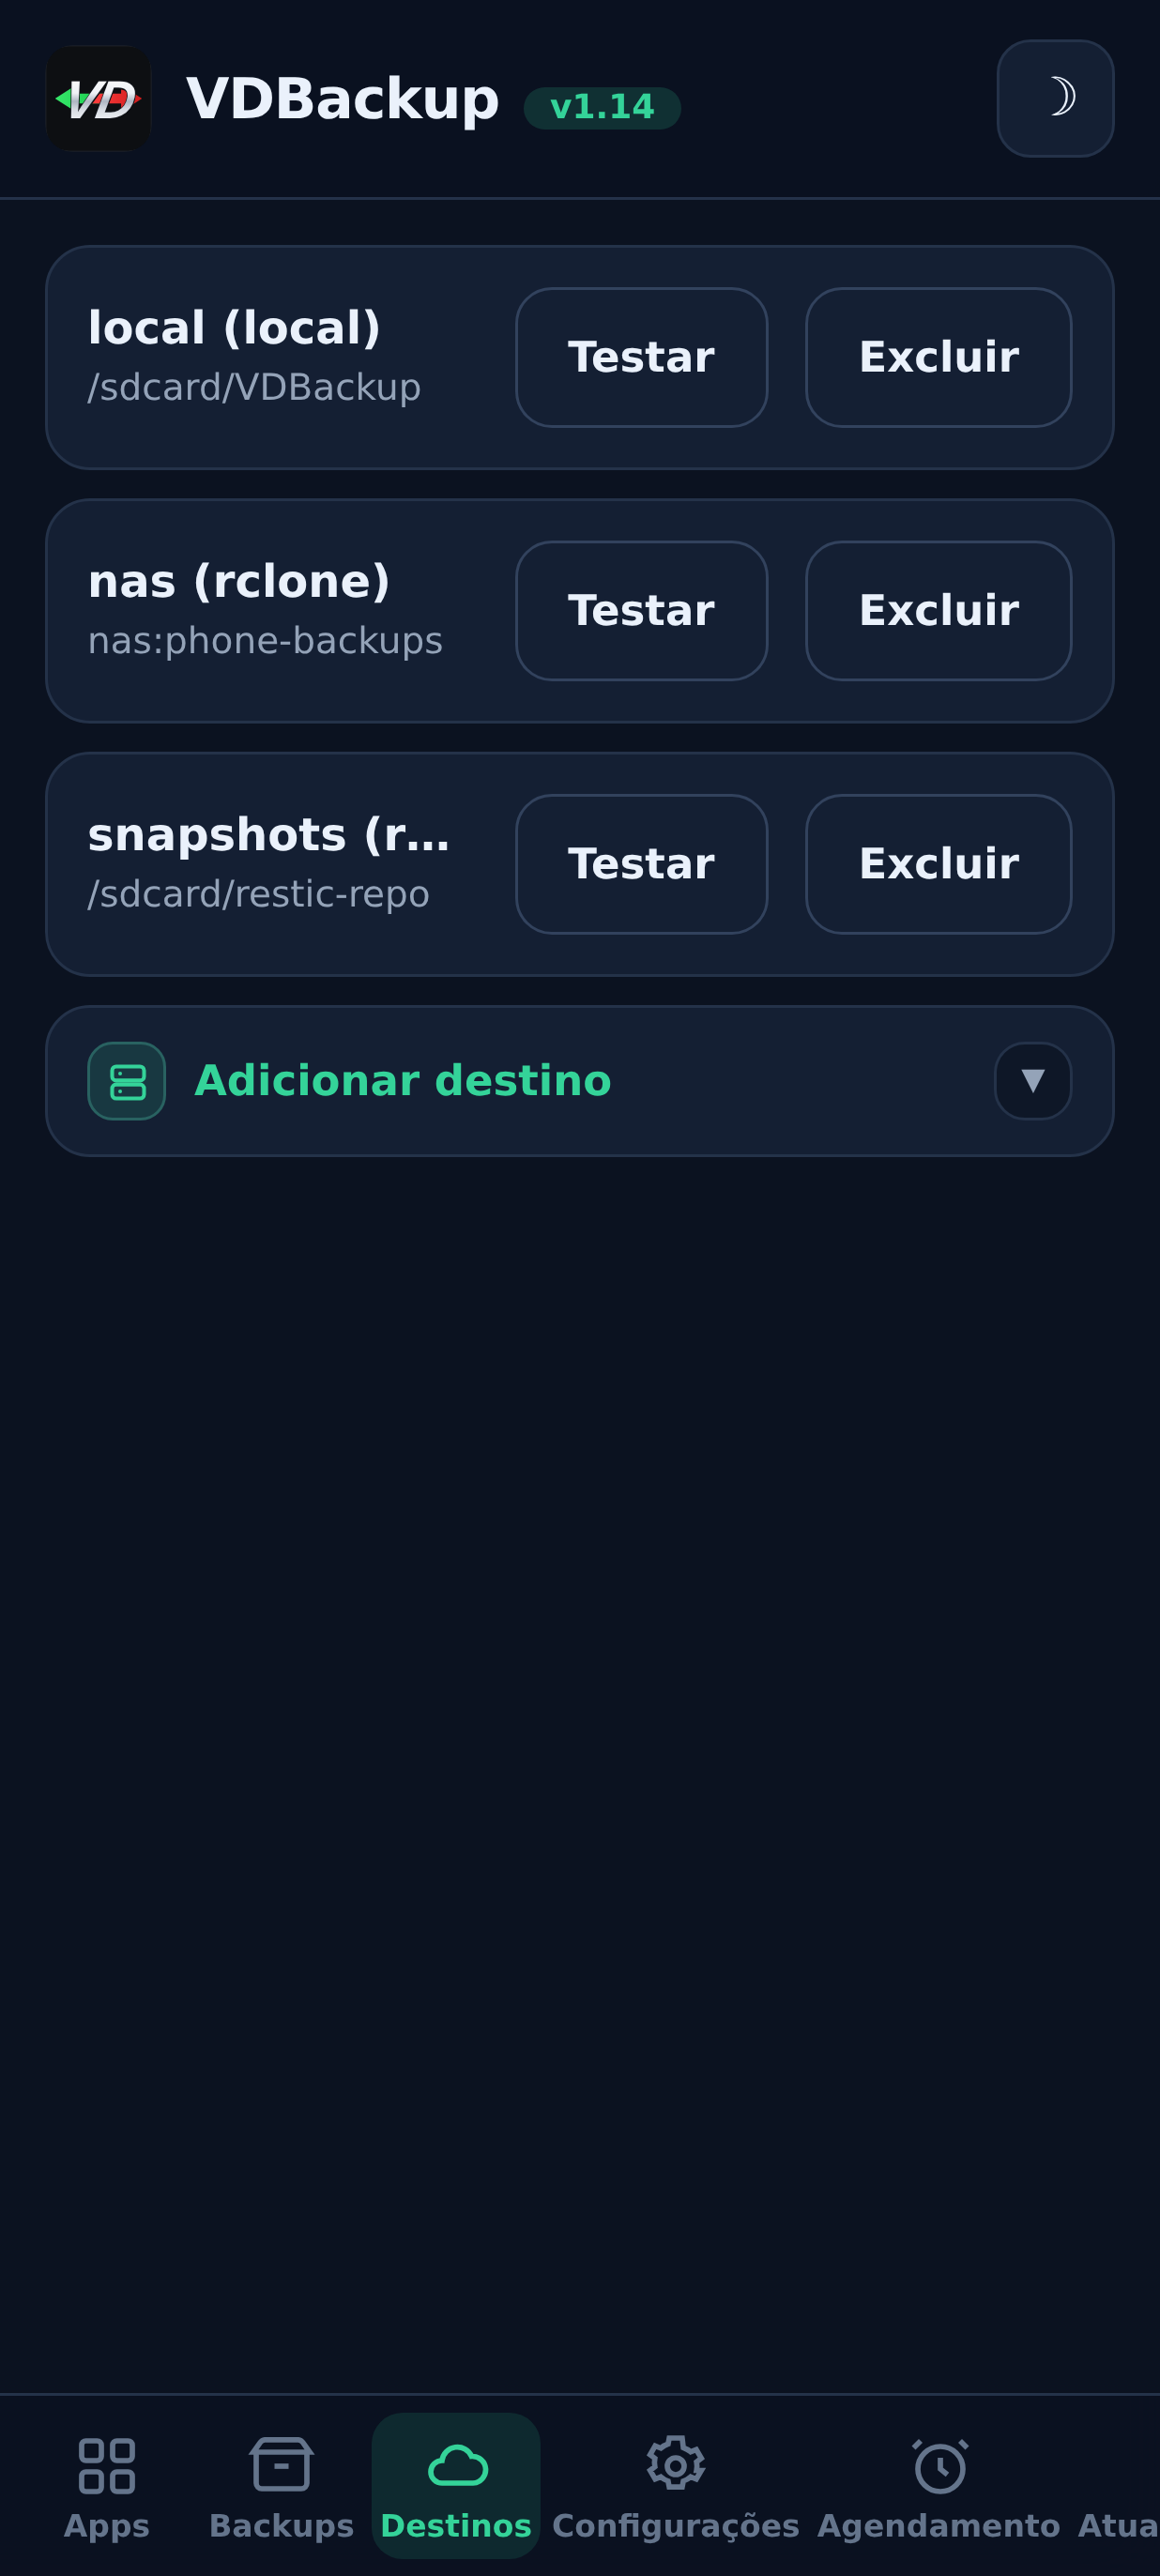 VD
VDBackup v1.14
local (local)
/sdcard/VDBackup
Testar
Excluir
nas (rclone)
nas:phone-backups
Testar
Excluir
snapshots (r…
/sdcard/restic-repo
Testar
Excluir
Adicionar destino
Apps
Backups
Destinos
Configurações
Agendamento
Atua